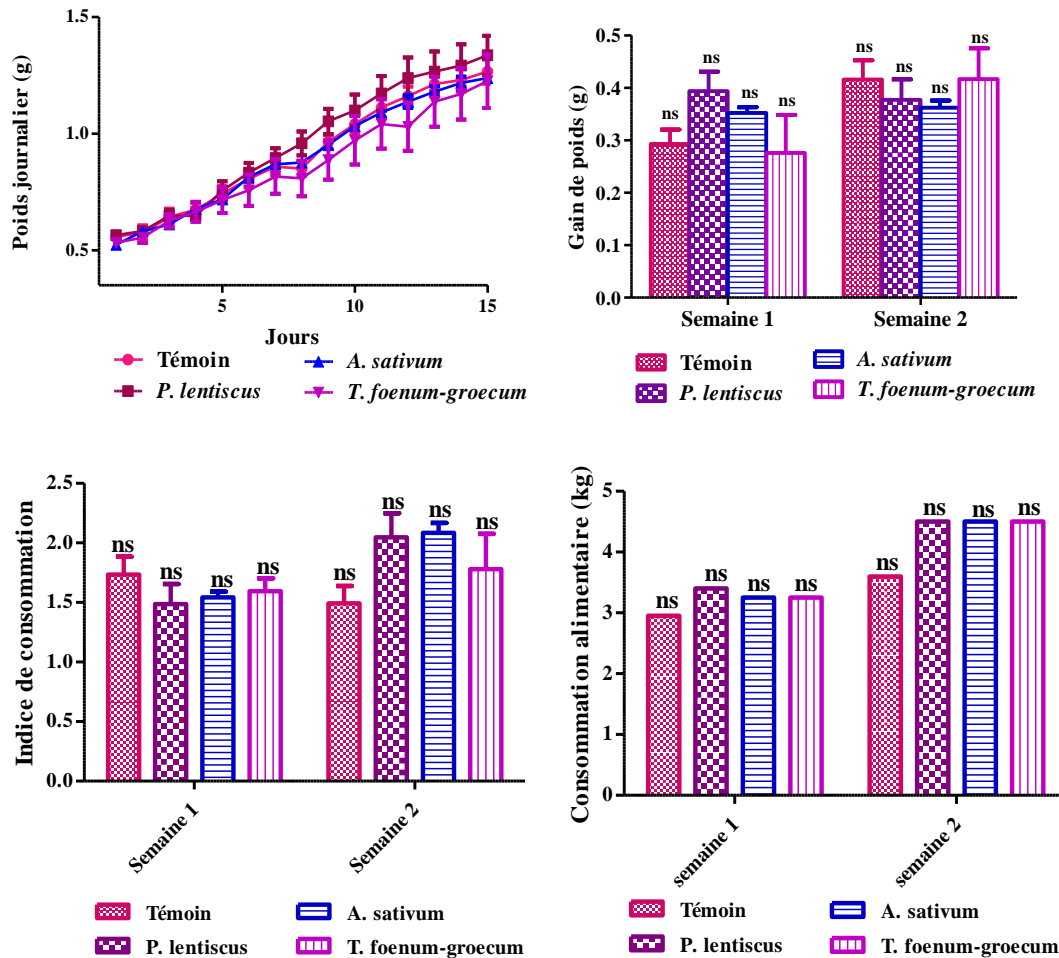 Poids journalier (g)
1.5
1.0
0.5
5
10
15
Jours
Témoin
A. sativum
P. lentiscus
T. foenum-groecum
Gain de poids (g)
0.5
0.4
0.3
0.2
0.1
0.0
ns
ns
ns
ns
ns
ns
ns
ns
Semaine 1
Semaine 2
Témoin
A. sativum
P. lentiscus
T. foenum-groecum
Indice de consommation
2.5
2.0
1.5
1.0
0.5
0.0
ns
ns
ns
ns
ns
ns
ns
ns
Semaine 1
Semaine 2
Témoin
A. sativum
P. lentiscus
T. foenum-groecum
Consommation alimentaire (kg)
5
4
3
2
1
0
ns
ns
ns
ns
ns
ns
ns
ns
semaine 1
semaine 2
Témoin
A. sativum
P. lentiscus
T. foenum-groecum